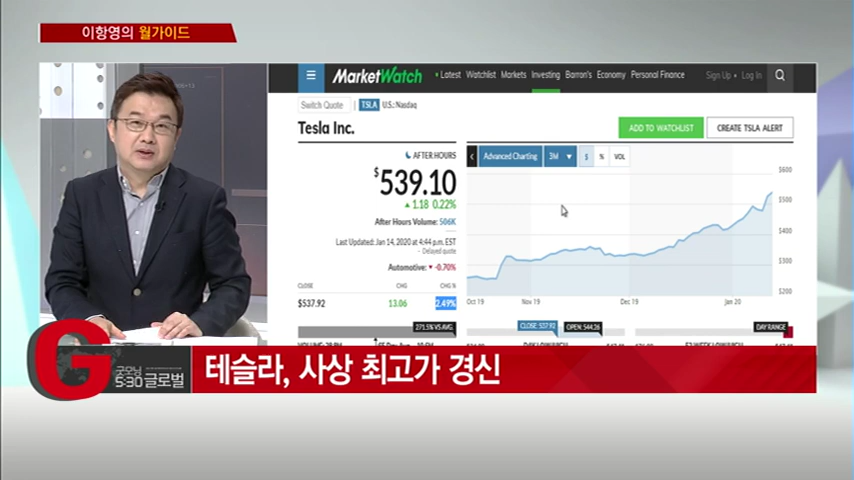 이항영의 월가이드
MarketWatch
Latest Watchlist Markets Investing Barron's Economy Personal Finance Sign Up • Log In
Switch Quote | TSLA U.S.: Nasdaq
Tesla Inc.
ADD TO WATCHLIST
CREATE TSLA ALERT
AFTER HOURS
$539.10
1.18 0.22%
After Hours Volume: 506K
Last Updated: Jan 14, 2020 at 4:44 p.m. EST
Delayed quote
Automotive: -0.70%
CLOSE CHG CHG %
$537.92 13.06 2.49%
Advanced Charting 3M $ % VOL
$600
$500
$400
$300
$200
Oct 19 Nov 19 Dec 19 Jan 20
271.5% VS AVG.
CLOSE: 537.92 OPEN: 544.26 DAY RANGE
G
굿모닝
5:30 글로벌
테슬라, 사상 최고가 경신